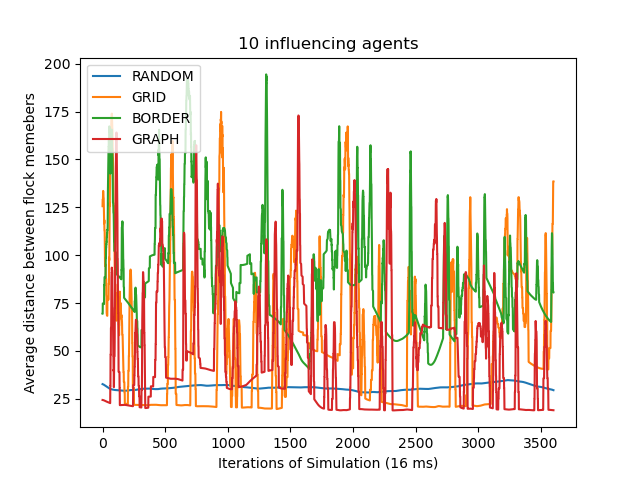 10 influencing agents
RANDOM
GRID
BORDER
GRAPH
Average distance between flock memebers
200
175
150
125
100
75
50
25
0
500
1000
1500
2000
2500
3000
3500
Iterations of Simulation (16 ms)